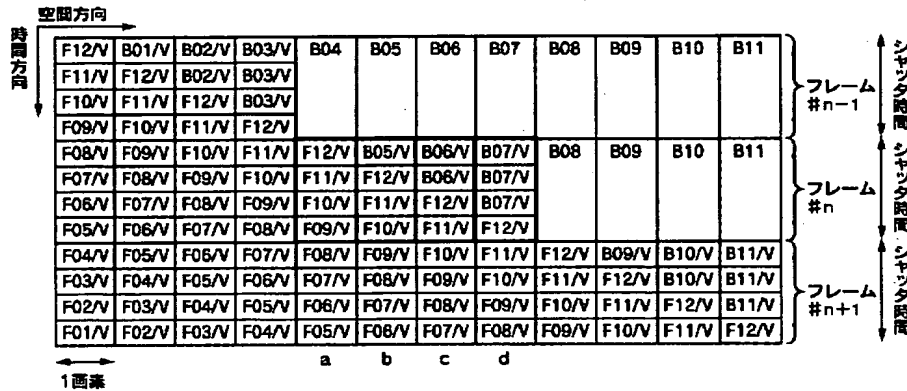 空間方向
時間方向
F12/V B01/V B02/V B03/V B04 B05 B06 B07 B08 B09 B10 B11
F11/V F12/V B02/V B03/V
F10/V F11/V F12/V B03/V
F09/V F10/V F11/V F12/V
フレーム #n−1
シャッタ時間
F08/V F09/V F10/V F11/V F12/V B05/V B06/V B07/V B08 B09 B10 B11
F07/V F08/V F09/V F10/V F11/V F12/V B06/V B07/V
F06/V F07/V F08/V F09/V F10/V F11/V F12/V B07/V
F05/V F06/V F07/V F08/V F09/V F10/V F11/V F12/V
フレーム #n
シャッタ時間
F04/V F05/V F06/V F07/V F08/V F09/V F10/V F11/V F12/V B09/V B10/V B11/V
F03/V F04/V F05/V F06/V F07/V F08/V F09/V F10/V F11/V F12/V B10/V B11/V
F02/V F03/V F04/V F05/V F06/V F07/V F08/V F09/V F10/V F11/V F12/V B11/V
F01/V F02/V F03/V F04/V F05/V F06/V F07/V F08/V F09/V F10/V F11/V F12/V
フレーム #n+1
シャッタ時間
a b c d
1画素